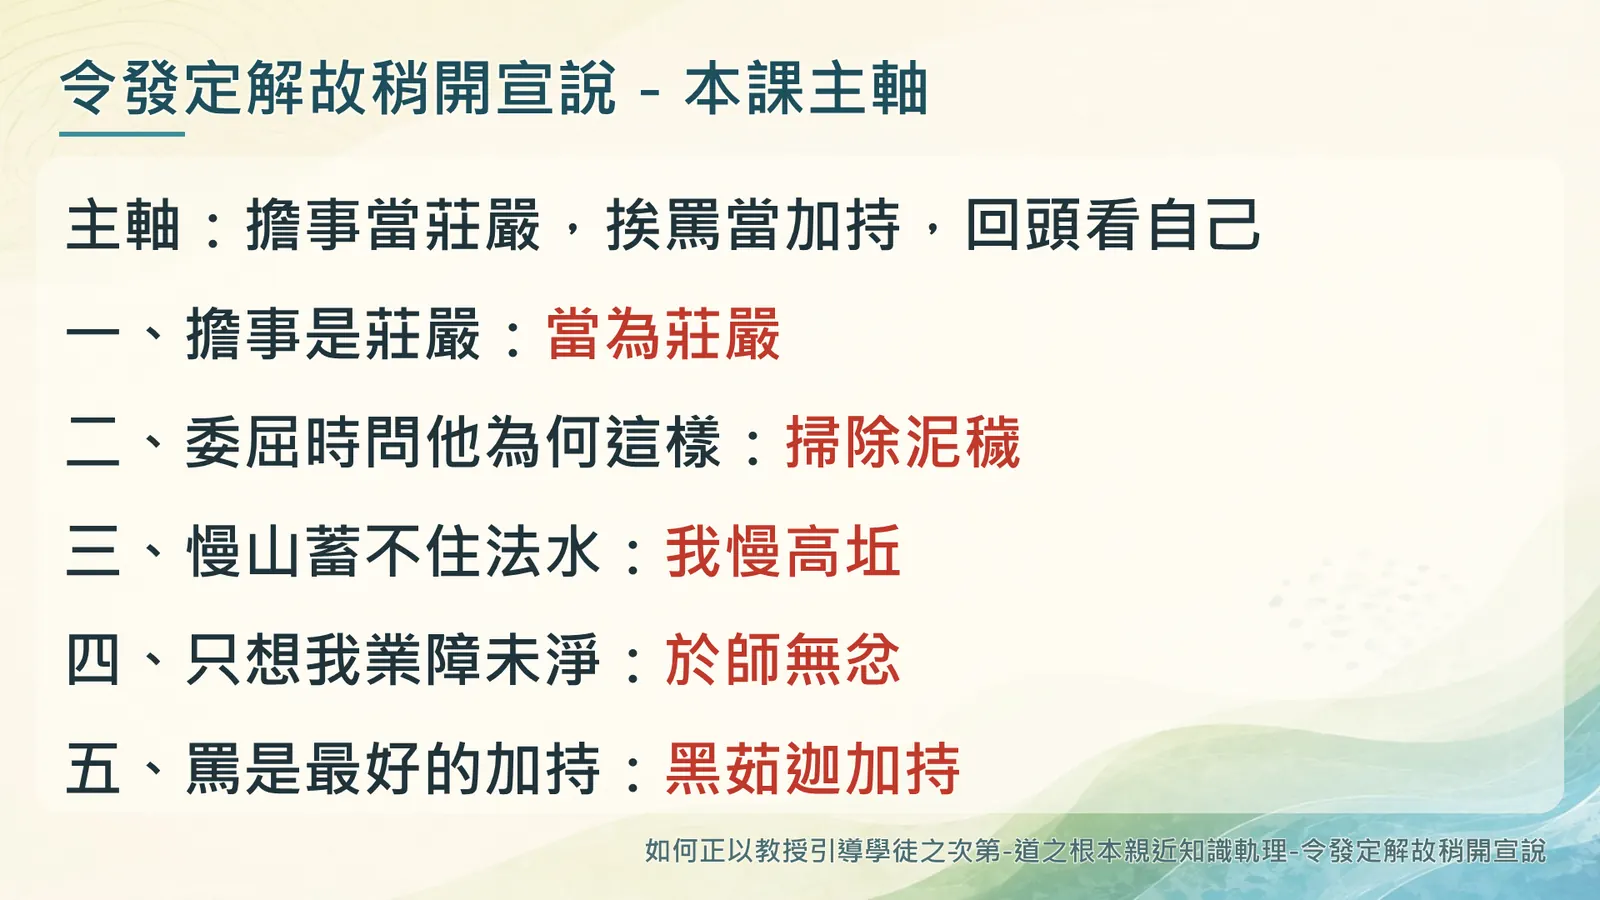 令發定解故稍開宣說 - 本課主軸
主軸：擔事當莊嚴，挨罵當加持，回頭看自己
一、擔事是莊嚴：當為莊嚴
二、委屈時問他為何這樣：掃除泥穢
三、慢山蓄不住法水：我慢高坵
四、只想我業障未淨：於師無忿
五、罵是最好的加持：黑茹迦加持
如何正以教授引導學徒之次第-道之根本親近知識軌理-令發定解故稍開宣說